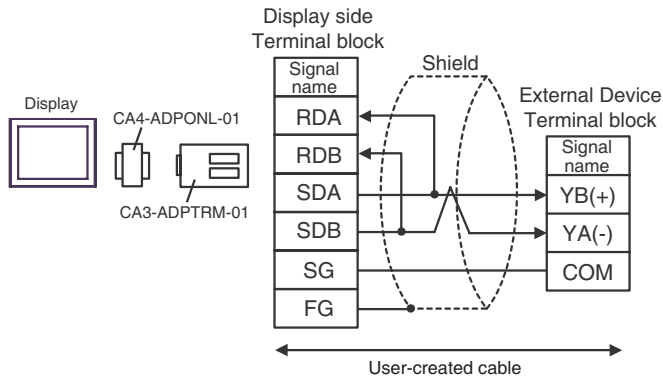 Display side
Terminal block
Shield
External Device
Terminal block
Display
CA4-ADPONL-01
CA3-ADPTRM-01
Signal
name
RDA
RDB
SDA
SDB
SG
FG
Signal
name
YB(+)
YA(-)
COM
User-created cable